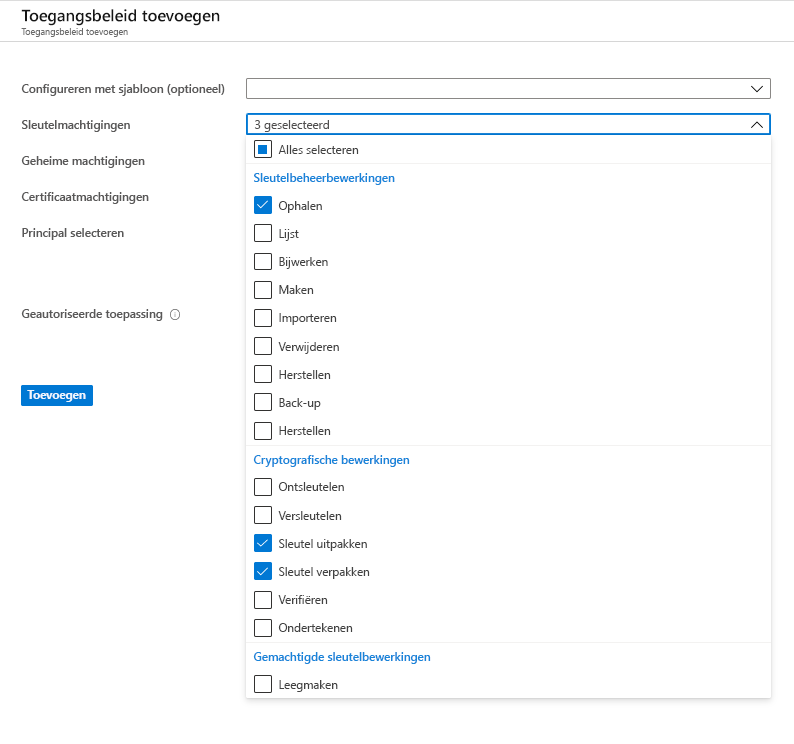 Toegangsbeleid toevoegen
Toegangsbeleid toevoegen
Configureren met sjabloon (optioneel)
Sleutelmachtigingen
3 geselecteerd
Alles selecteren
Geheime machtigingen
Sleutelbeheerbewerkingen
Certificaatmachtigingen
Ophalen
Principal selecteren
Lijst
Bijwerken
Maken
Geautoriseerde toepassing
Importeren
Verwijderen
Herstellen
Toevoegen
Back-up
Herstellen
Cryptografische bewerkingen
Ontsleutelen
Versleutelen
Sleutel uitpakken
Sleutel verpakken
Verifiëren
Ondertekenen
Gemachtigde sleutelbewerkingen
Leegmaken